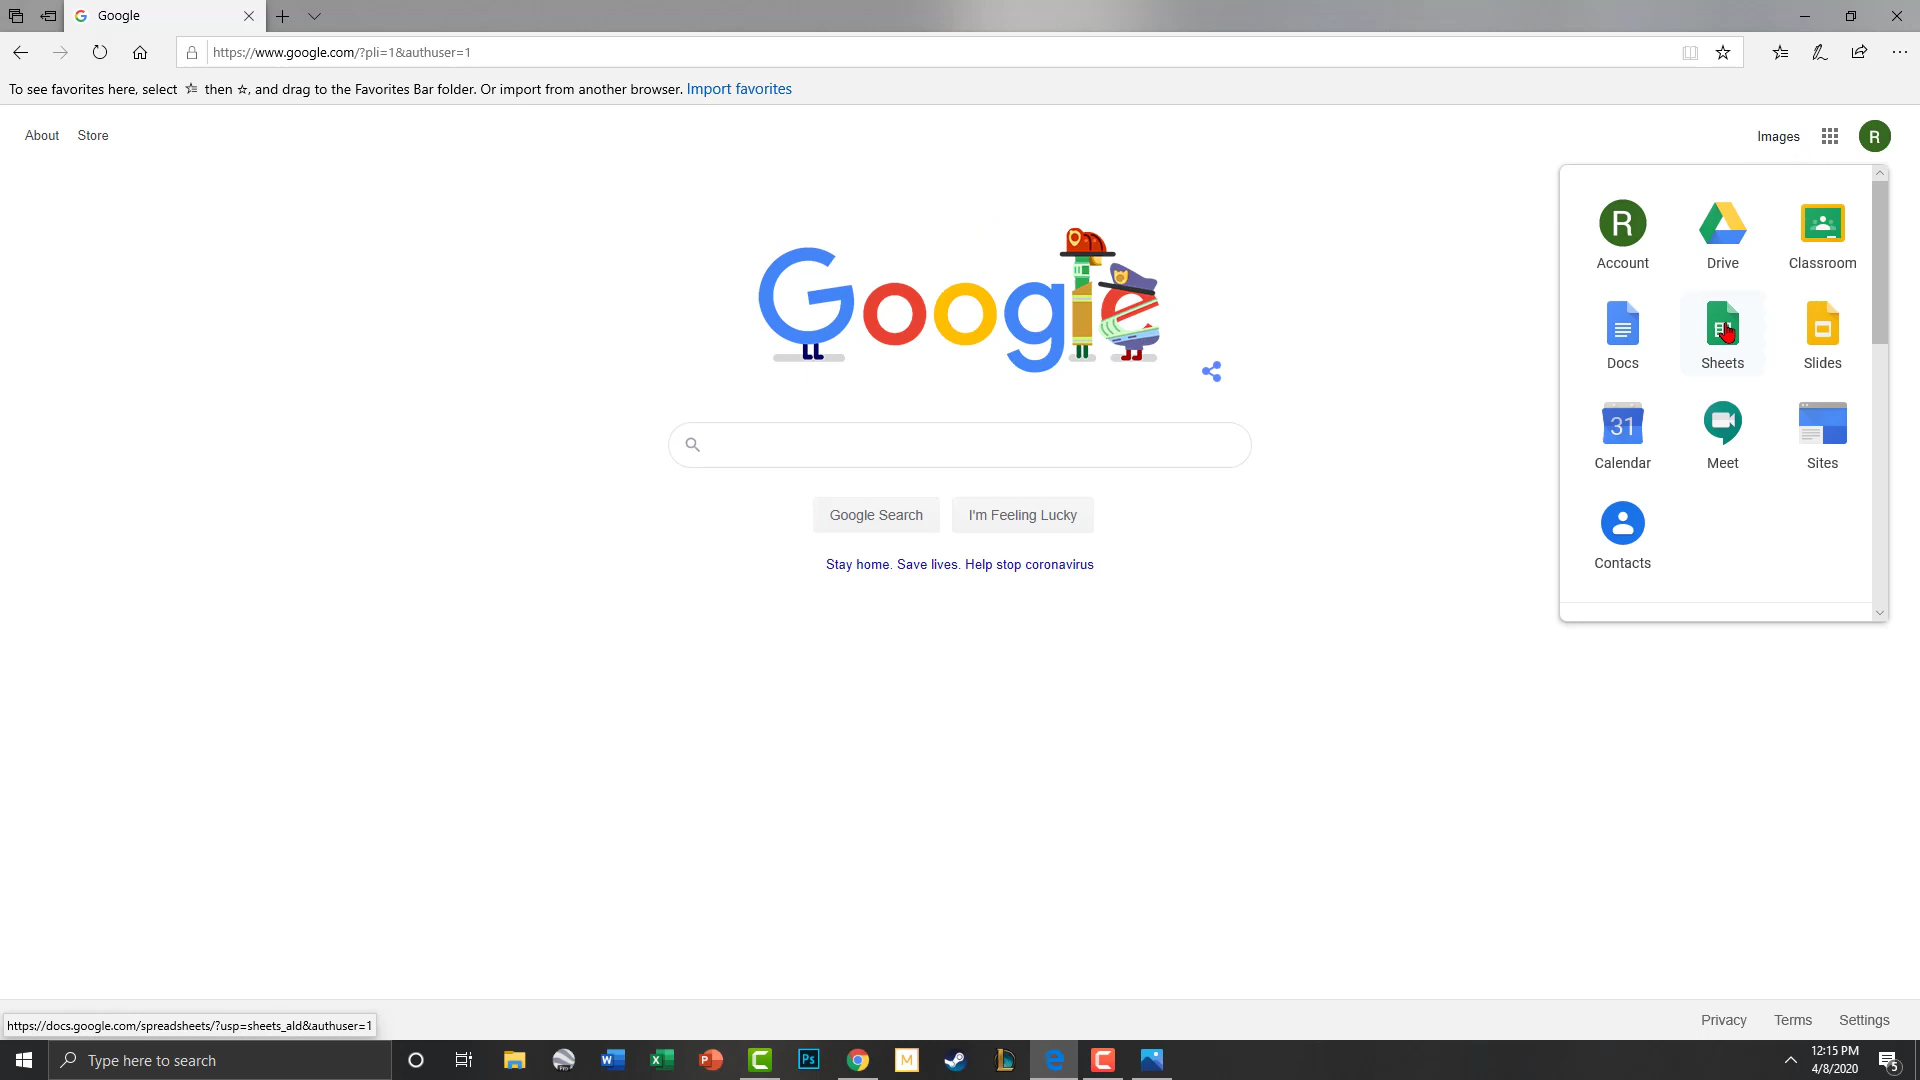 Google
https://www.google.com/?pli=1&authuser=1
To see favorites here, select then , and drag to the Favorites Bar folder. Or import from another browser. Import favorites
About Store
Images R
R
Account Drive Classroom
Google
Docs Sheets Slides
31
Calendar Meet Sites
Google Search I'm Feeling Lucky
Contacts
Stay home. Save lives. Help stop coronavirus
https://docs.google.com/spreadsheets/?usp=sheets_ald&authuser=1
Privacy Terms Settings
Type here to search
Ps
M
12:15 PM
4/8/2020
5